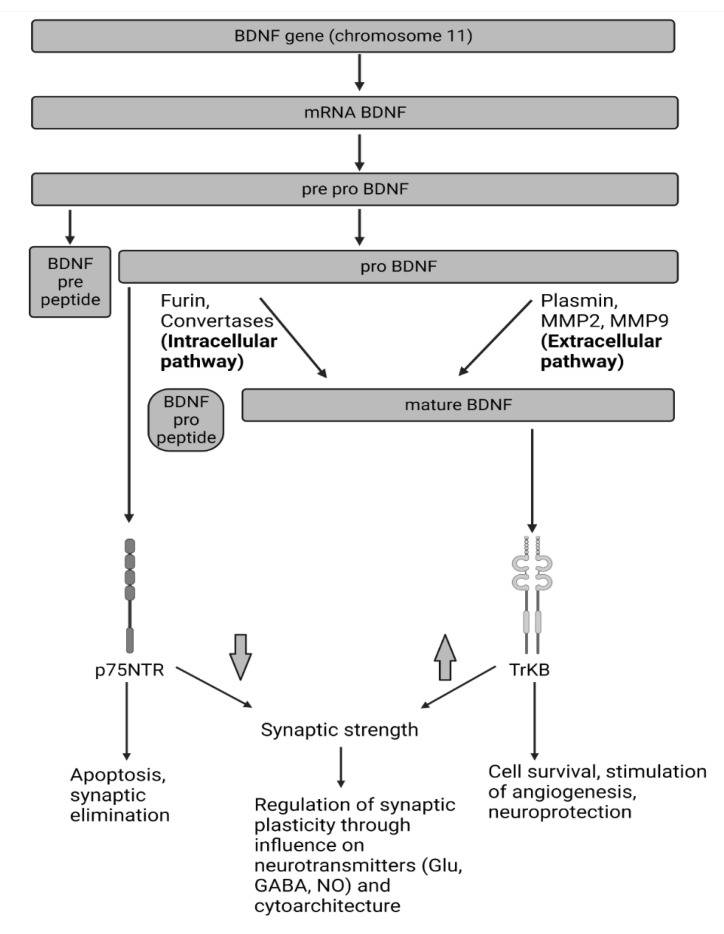 BDNF gene (chromosome 11)
mRNA BDNF
pre pro BDNF
BDNF
pre
peptide
pro BDNF
Furin,
Convertases
(Intracellular
pathway)
Plasmin,
MMP2, MMP9
(Extracellular
pathway)
BDNF
pro
peptide
mature BDNF
p75NTR
TrKB
Synaptic strength
Apoptosis,
synaptic
elimination
Regulation of synaptic
plasticity through
influence on
neurotransmitters (Glu,
GABA, NO) and
cytoarchitecture
Cell survival, stimulation
of angiogenesis,
neuroprotection